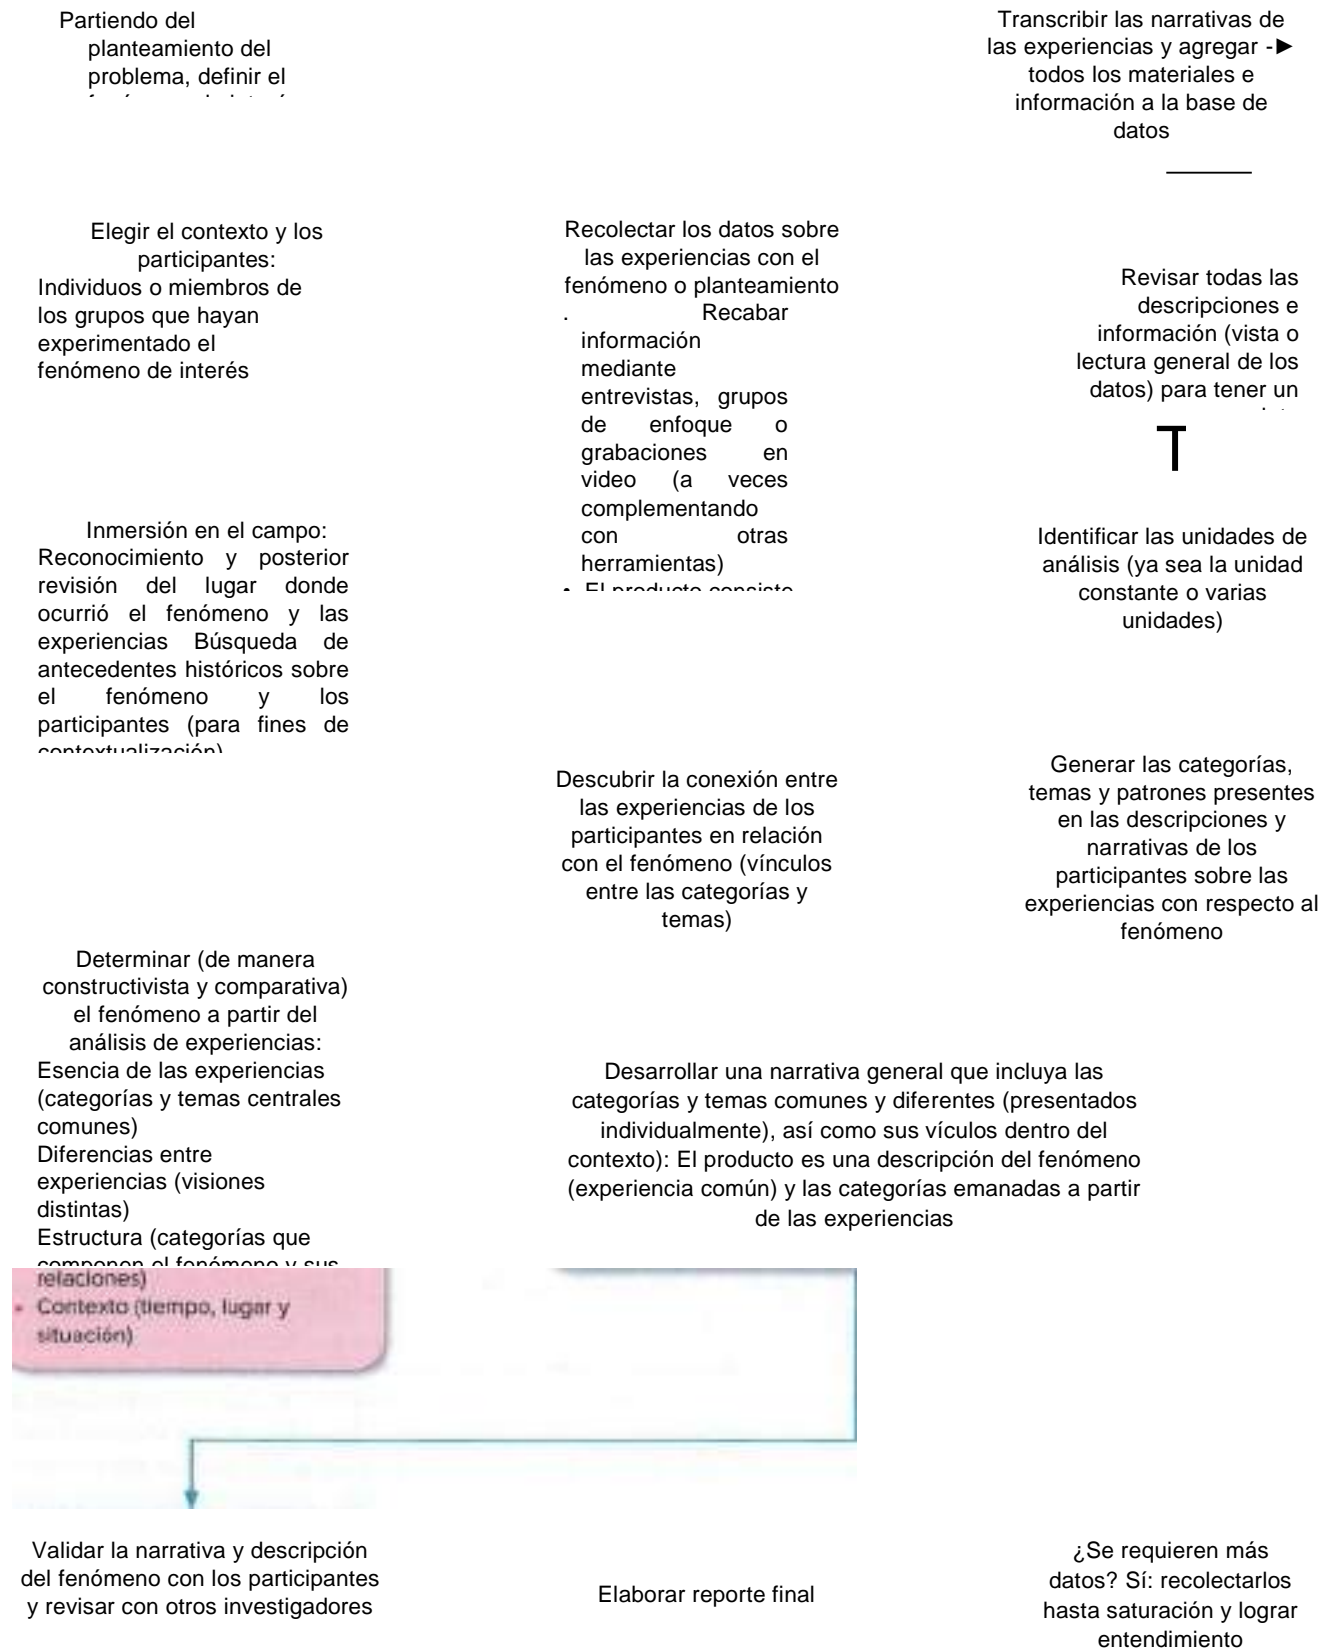 Partiendo del
planteamiento del
problema, definir el
Transcribir las narrativas de
las experiencias y agregar -►
todos los materiales e
información a la base de
datos
Elegir el contexto y los
participantes:
Individuos o miembros de
los grupos que hayan
experimentado el
fenómeno de interés
Recolectar los datos sobre
las experiencias con el
fenómeno o planteamiento
. Recabar
información
mediante
entrevistas, grupos
de enfoque o
grabaciones en
video (a veces
complementando
con otras
herramientas)
• El producto consiste
Revisar todas las
descripciones e
información (vista o
lectura general de los
datos) para tener un
T
Inmersión en el campo:
Reconocimiento y posterior
revisión del lugar donde
ocurrió el fenómeno y las
experiencias Búsqueda de
antecedentes históricos sobre
el fenómeno y los
participantes (para fines de
contextualización)
Identificar las unidades de
análisis (ya sea la unidad
constante o varias
unidades)
Descubrir la conexión entre
las experiencias de los
participantes en relación
con el fenómeno (vínculos
entre las categorías y
temas)
Generar las categorías,
temas y patrones presentes
en las descripciones y
narrativas de los
participantes sobre las
experiencias con respecto al
fenómeno
Determinar (de manera
constructivista y comparativa)
el fenómeno a partir del
análisis de experiencias:
Esencia de las experiencias
(categorías y temas centrales
comunes)
Diferencias entre
experiencias (visiones
distintas)
Estructura (categorías que
componen el fenómeno y sus
relaciones)
• Contexto (tiempo, lugar y
situación)
Desarrollar una narrativa general que incluya las
categorías y temas comunes y diferentes (presentados
individualmente), así como sus vículos dentro del
contexto): El producto es una descripción del fenómeno
(experiencia común) y las categorías emanadas a partir
de las experiencias
Validar la narrativa y descripción
del fenómeno con los participantes
y revisar con otros investigadores
Elaborar reporte final
¿Se requieren más
datos? Sí: recolectarlos
hasta saturación y lograr
entendimiento